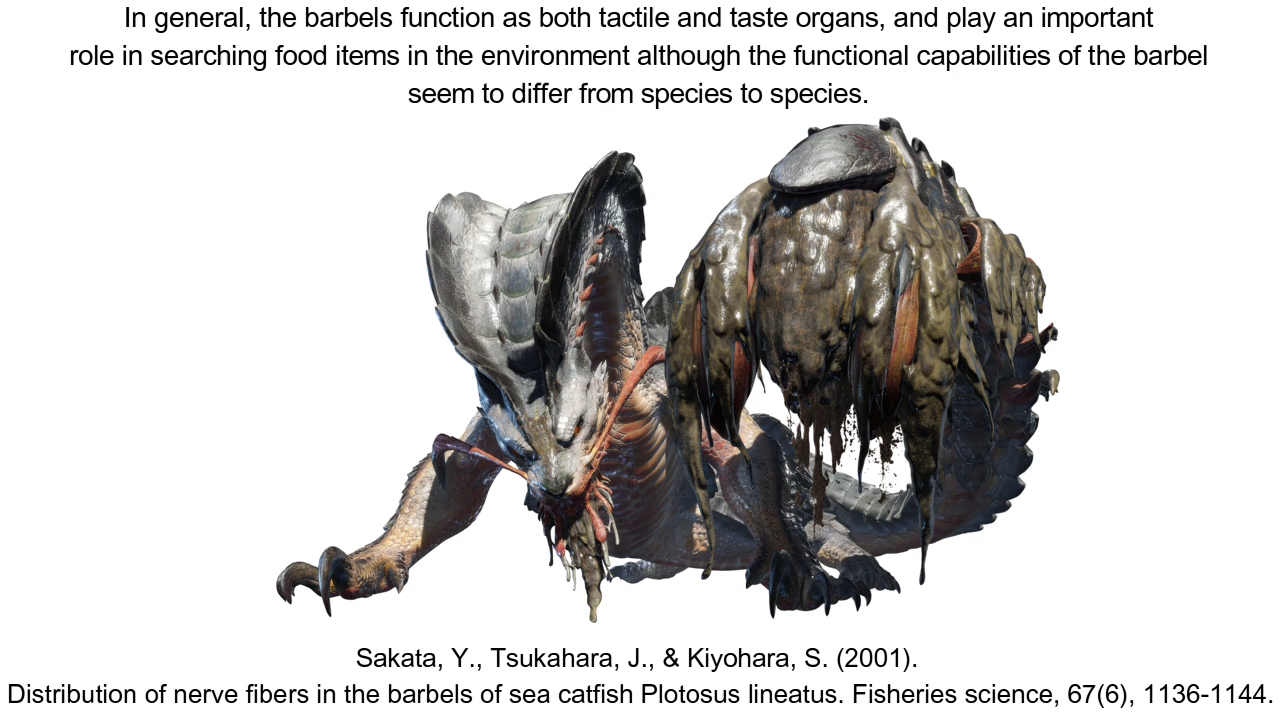 In general, the barbels function as both tactile and taste organs, and play an important
role in searching food items in the environment although the functional capabilities of the barbel
seem to differ from species to species.
Sakata, Y., Tsukahara, J., & Kiyohara, S. (2001).
Distribution of nerve fibers in the barbels of sea catfish Plotosus lineatus. Fisheries science, 67(6), 1136-1144.